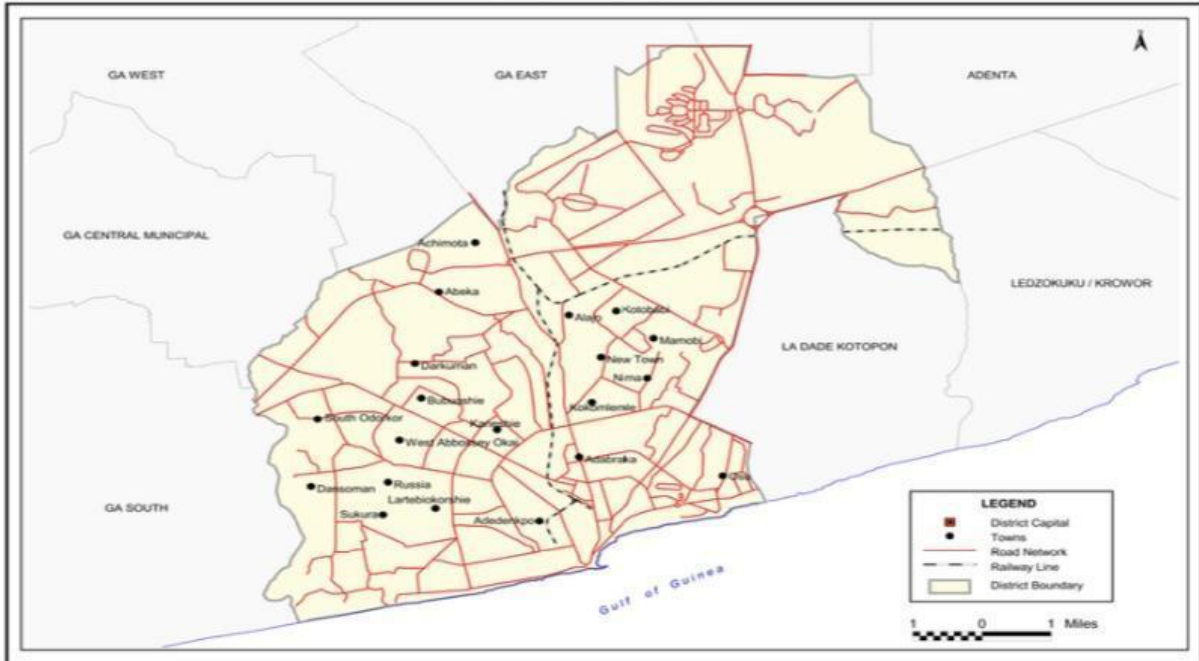 GA WEST
GA EAST
ADENTA
GA CENTRAL MUNICIPAL
Achimota
LEDZOKUKU / KROWOR
Abeka
Alajo
Kotobabi
Mamobi
LA DADE KOTOPON
New Town
Darkuman
Nima
Bubuashie
Kokomlemle
South Odorkor
Kaneshie
West Abbossey Okai
Adabraka
Osu
Dansoman
Russia
GA SOUTH
Lartebiokorshie
Sukura
Adedenkpo
Gulf of Guinea
LEGEND
District Capital
Towns
Road Network
Railway Line
District Boundary
1 0 1 Miles